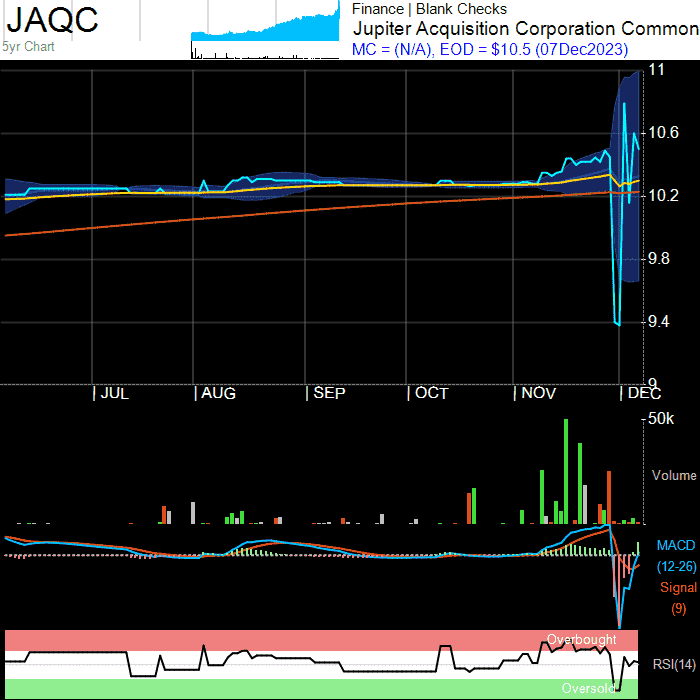 JAQC
5yr Chart
Finance | Blank Checks
Jupiter Acquisition Corporation Common
MC = (N/A), EOD = $10.5 (07Dec2023)
11
10.6
10.2
9.8
9.4
9
JUL AUG SEP OCT NOV DEC
50k
Volume
MACD
(12-26)
Signal
(9)
Overbought
RSI(14)
Oversold